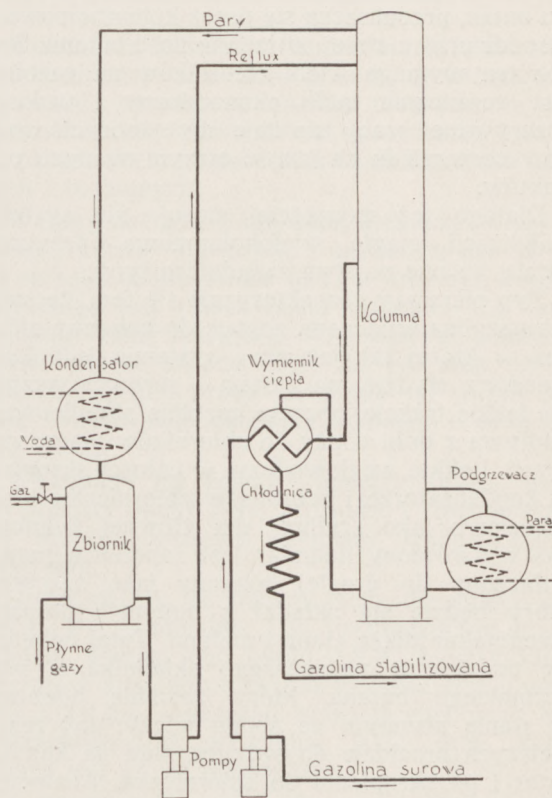 Pary
Reflux
Kolumna
Kondensator
Wymiennik
ciepła
Woda
Gaz
Chłodnica
Podgrzewacz
Para
Zbiornik
Płynne
gazy
Gazolina stabilizowana
Pompy
Gazolina surowa